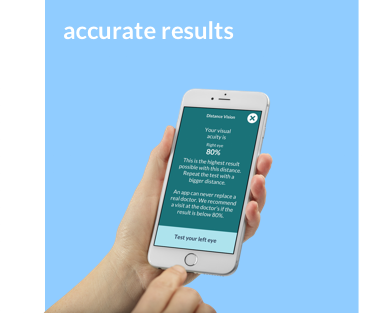 accurate results
Distance Vision
Your visual
acuity is
Right eye
80%
This is the highest result
possible with this distance.
Repeat the test with a
bigger distance.
An app can never replace a
real doctor. We recommend
a visit at the doctor's if the
result is below 80%.
Test your left eye